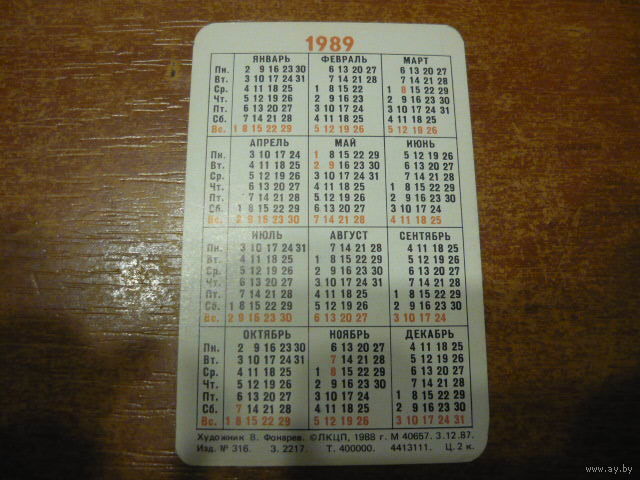 1989
ЯНВАРЬ ФЕВРАЛЬ МАРТ
Пн. 2 9 16 23 30 6 13 20 27 6 13 20 27
Вт. 3 10 17 24 31 7 14 21 28 7 14 21 28
Ср. 4 11 18 25 1 8 15 22 1 8 15 22 29
Чт. 5 12 19 26 2 9 16 23 2 9 16 23 30
Пт. 6 13 20 27 3 10 17 24 3 10 17 24 31
Сб. 7 14 21 28 4 11 18 25 4 11 18 25
Вс. 1 8 15 22 29 5 12 19 26 5 12 19 26
АПРЕЛЬ МАЙ ИЮНЬ
Пн. 3 10 17 24 1 8 15 22 29 5 12 19 26
Вт. 4 11 18 25 2 9 16 23 30 6 13 20 27
Ср. 5 12 19 26 3 10 17 24 31 7 14 21 28
Чт. 6 13 20 27 4 11 18 25 1 8 15 22 29
Пт. 7 14 21 28 5 12 19 26 2 9 16 23 30
Сб. 1 8 15 22 29 6 13 20 27 3 10 17 24
Вс. 2 9 16 23 30 7 14 21 28 4 11 18 25
ИЮЛЬ АВГУСТ СЕНТЯБРЬ
Пн. 3 10 17 24 31 7 14 21 28 4 11 18 25
Вт. 4 11 18 25 1 8 15 22 29 5 12 19 26
Ср. 5 12 19 26 2 9 16 23 30 6 13 20 27
Чт. 6 13 20 27 3 10 17 24 31 7 14 21 28
Пт. 7 14 21 28 4 11 18 25 1 8 15 22 29
Сб. 1 8 15 22 29 5 12 19 26 2 9 16 23 30
Вс. 2 9 16 23 30 6 13 20 27 3 10 17 24
ОКТЯБРЬ НОЯБРЬ ДЕКАБРЬ
Пн. 2 9 16 23 30 6 13 20 27 4 11 18 25
Вт. 3 10 17 24 31 7 14 21 28 5 12 19 26
Ср. 4 11 18 25 1 8 15 22 29 6 13 20 27
Чт. 5 12 19 26 2 9 16 23 30 7 14 21 28
Пт. 6 13 20 27 3 10 17 24 1 8 15 22 29
Сб. 7 14 21 28 4 11 18 25 2 9 16 23 30
Вс. 1 8 15 22 29 5 12 19 26 3 10 17 24 31
Художник В. Фонарев. ©ЛКЦП, 1988 г. М 40657. 3.12.87.
Изд. № 316. З. 2217. Т. 400000. 4413111. Ц. 2 к.
www.ay.by